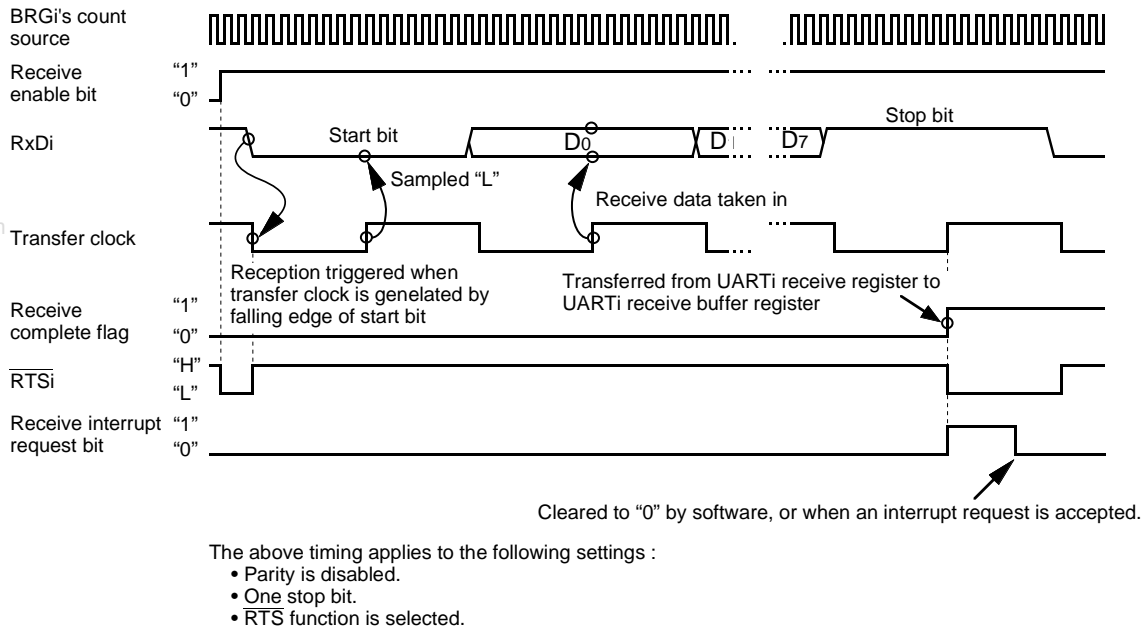 BRGi's count
source
Receive
enable bit
"1"
"0"
RxDi
Start bit
D0
D
D7
Stop bit
Sampled "L"
Receive data taken in
Transfer clock
Reception triggered when
transfer clock is genelated by
falling edge of start bit
Transferred from UARTi receive register to
UARTi receive buffer register
Receive
complete flag
"1"
"0"
RTSi
"H"
"L"
Receive interrupt
request bit
"1"
"0"
Cleared to "0" by software, or when an interrupt request is accepted.
The above timing applies to the following settings :
• Parity is disabled.
• One stop bit.
• RTS function is selected.